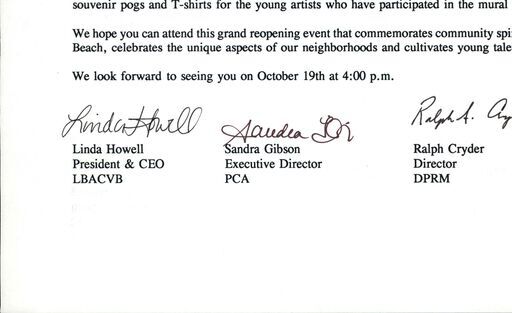 souvenir pogs and T-shirts for the young artists who have participated in the mural
We hope you can attend this grand reopening event that commemorates community spi
Beach, celebrates the unique aspects of our neighborhoods and cultivates young tale
We look forward to seeing you on October 19th at 4:00 p.m.
Linda Howell Sandra Ralph A. Cry
Linda Howell Sandra Gibson Ralph Cryder
President & CEO Executive Director Director
LBACVB PCA DPRM